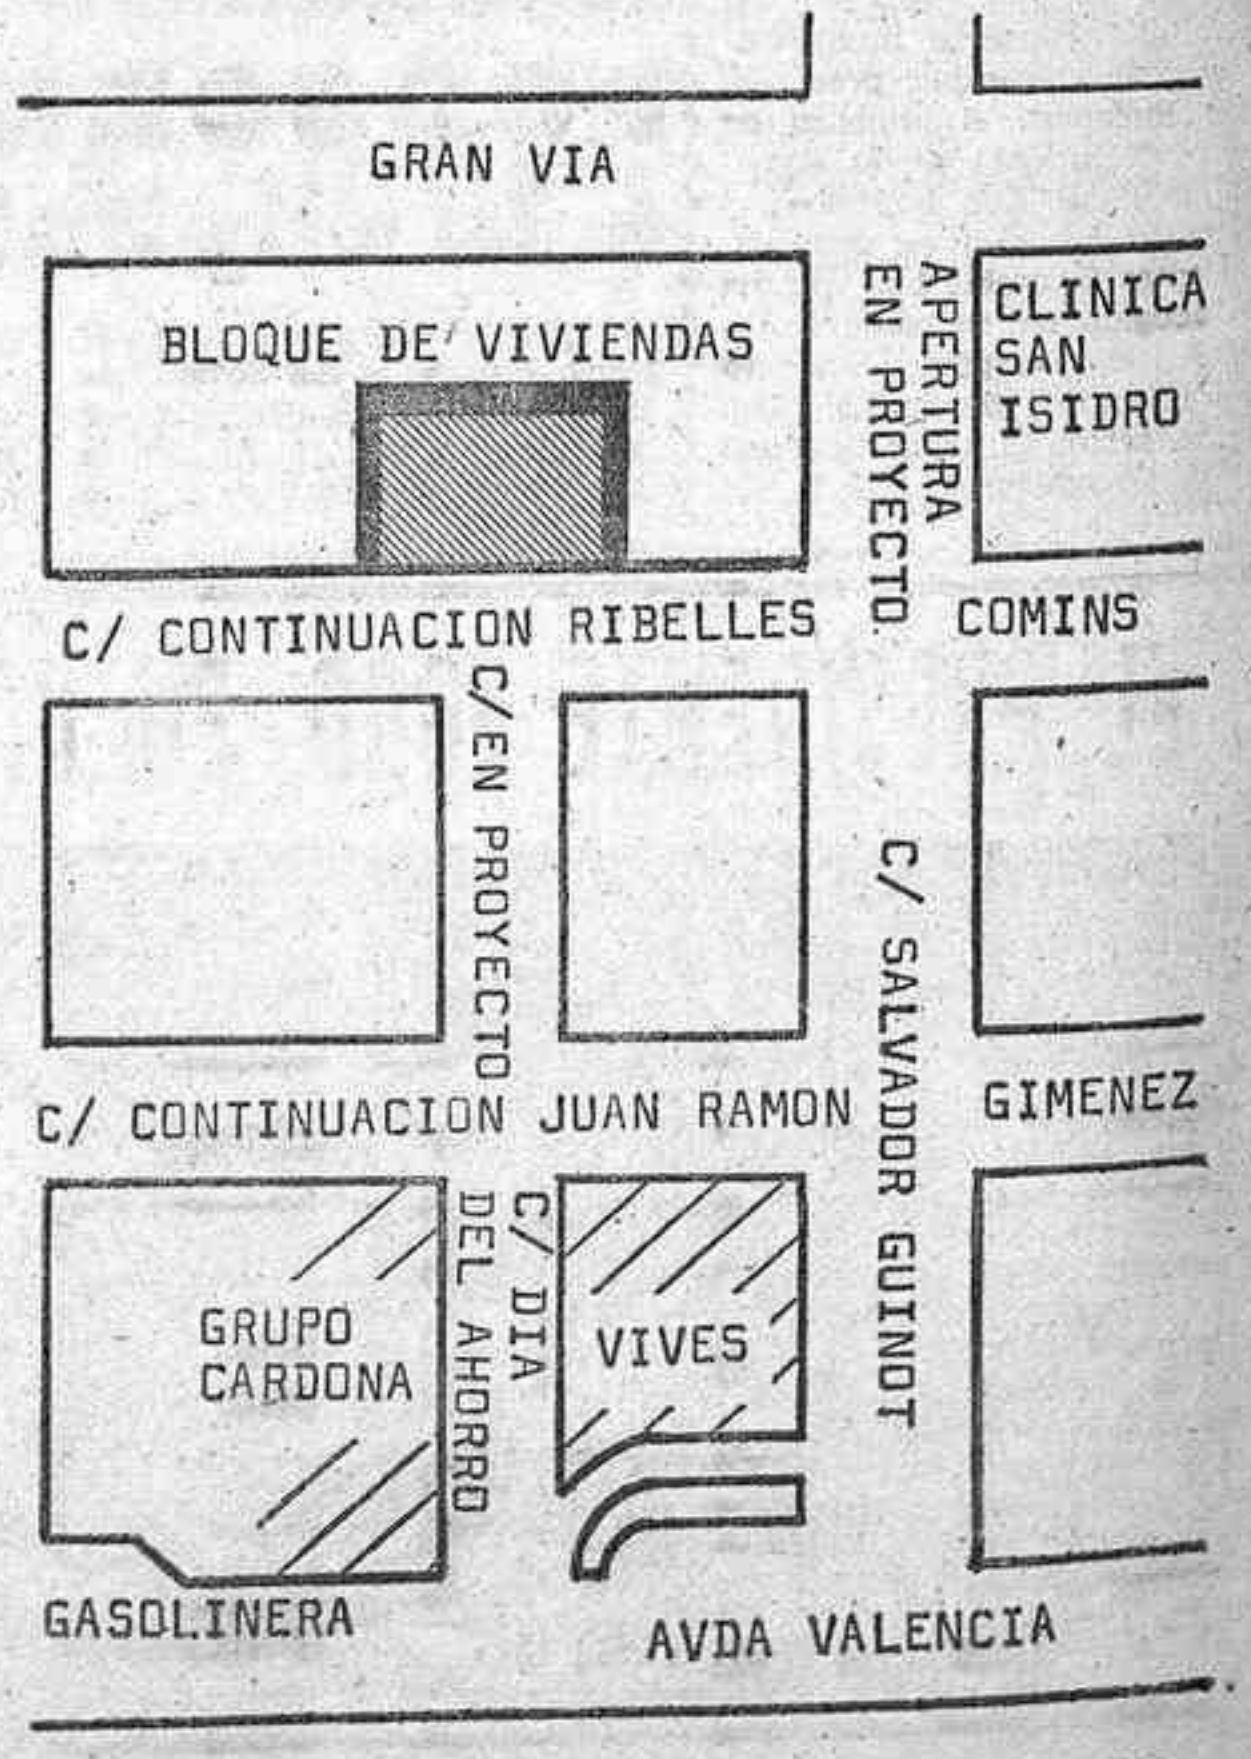 GRAN VIA
BLOQUE DE VIVIENDAS
APERTURA
EN PROYECTO
CLINICA
SAN
ISIDRO
C/ CONTINUACION RIBELLES COMINS
C/ EN PROYECTO
C/ SALVADOR GUINOT
C/ CONTINUACION JUAN RAMON GIMENEZ
GRUPO
CARDONA
C/ DIA
DEL AHORRO
VIVES
GASOLINERA
AVDA VALENCIA